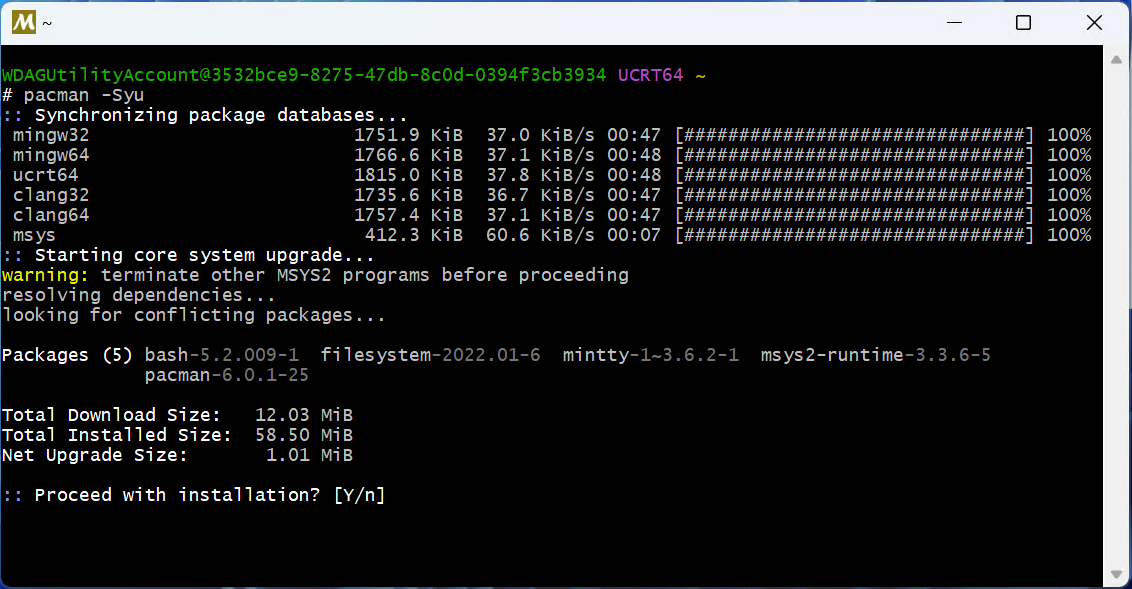 M ~
WDAGUtilityAccount@3532bce9-8275-47db-8c0d-0394f3cb3934 UCRT64 ~
# pacman -Syu
:: Synchronizing package databases...
mingw32 1751.9 KiB 37.0 KiB/s 00:47 [###############################] 100%
mingw64 1766.6 KiB 37.1 KiB/s 00:48 [###############################] 100%
ucrt64 1815.0 KiB 37.8 KiB/s 00:48 [###############################] 100%
clang32 1735.6 KiB 36.7 KiB/s 00:47 [###############################] 100%
clang64 1757.4 KiB 37.1 KiB/s 00:47 [###############################] 100%
msys 412.3 KiB 60.6 KiB/s 00:07 [###############################] 100%
:: Starting core system upgrade...
warning: terminate other MSYS2 programs before proceeding
resolving dependencies...
looking for conflicting packages...
Packages (5) bash-5.2.009-1 filesystem-2022.01-6 mintty-1~3.6.2-1 msys2-runtime-3.3.6-5
pacman-6.0.1-25
Total Download Size: 12.03 MiB
Total Installed Size: 58.50 MiB
Net Upgrade Size: 1.01 MiB
:: Proceed with installation? [Y/n]